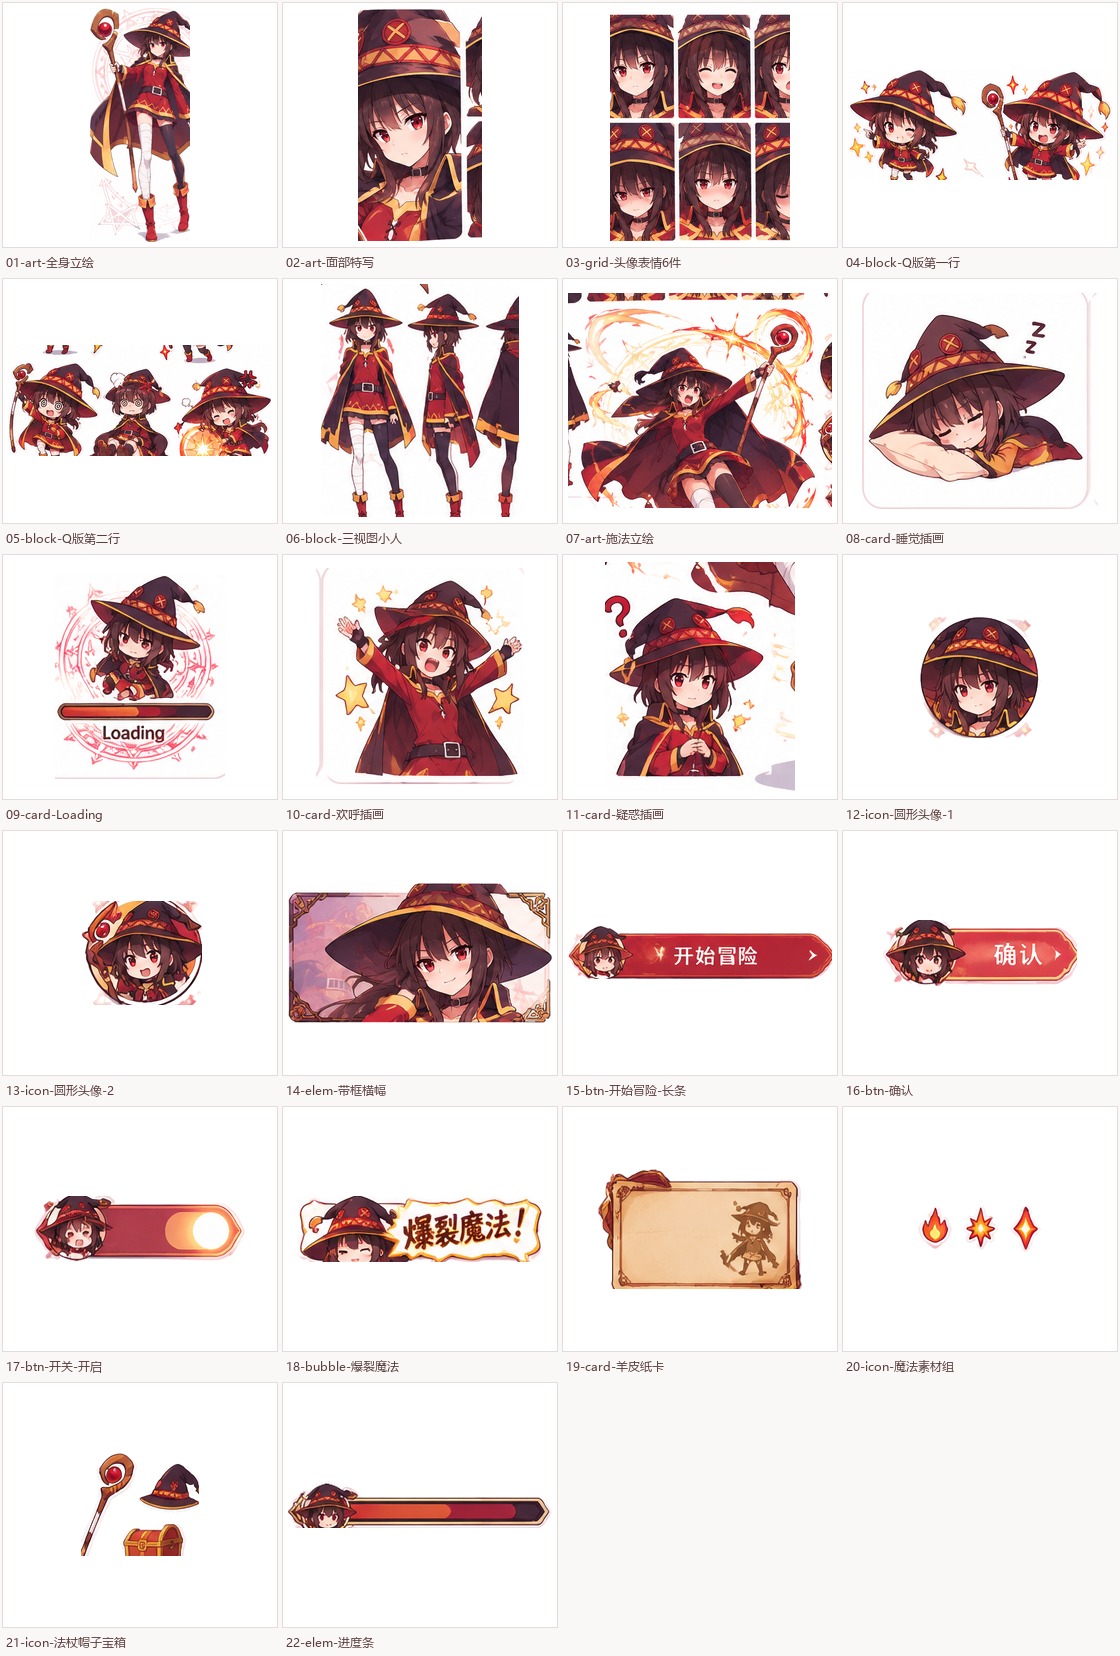 01-art-全身立绘
02-art-面部特写
03-grid-头像表情6件
04-block-Q版第一行
05-block-Q版第二行
06-block-三视图小人
07-art-施法立绘
Z
Z
08-card-睡觉插画
Loading
09-card-Loading
10-card-欢呼插画
?
11-card-疑惑插画
12-icon-圆形头像-1
13-icon-圆形头像-2
14-elem-带框横幅
开始冒险
15-btn-开始冒险-长条
确认
16-btn-确认
17-btn-开关-开启
爆裂魔法!
18-bubble-爆裂魔法
19-card-羊皮纸卡
20-icon-魔法素材组
21-icon-法杖帽子宝箱
22-elem-进度条